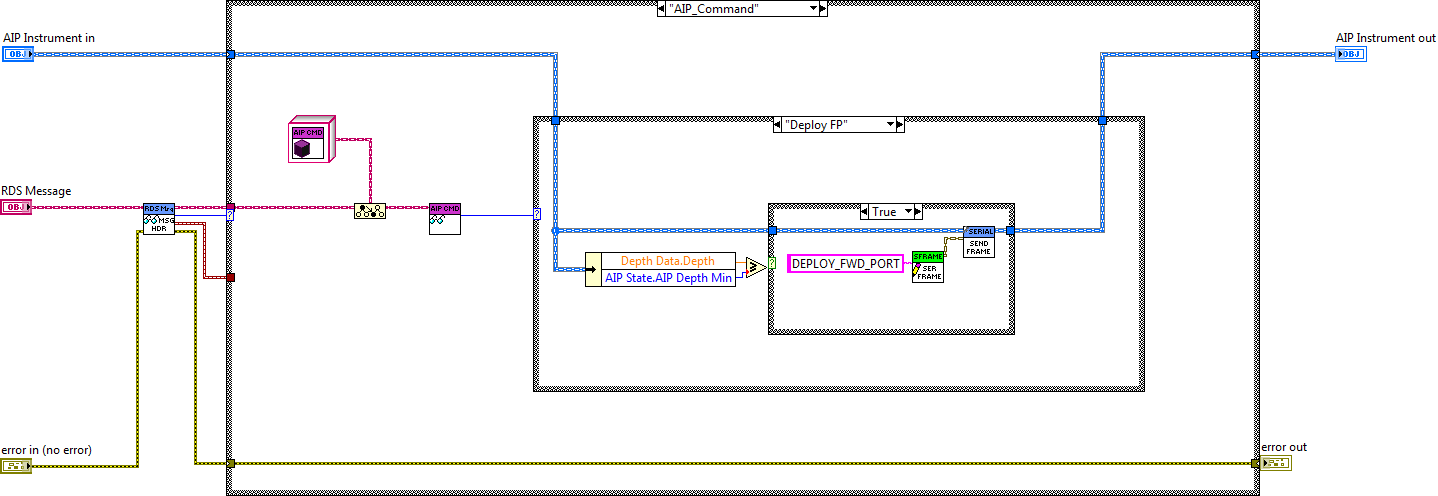 "AIP_Command"
AIP Instrument in
OBJ
AIP Instrument out
OBJ
"Deploy FP"
AIP CMD
RDS Message
OBJ
RDS Msg
MSG
HDR
AIP CMD
True
SERIAL
SEND
FRAME
Depth Data.Depth
AIP State.AIP Depth Min
DEPLOY_FWD_PORT
SFRAME
SER
FRAME
error in (no error)
error out